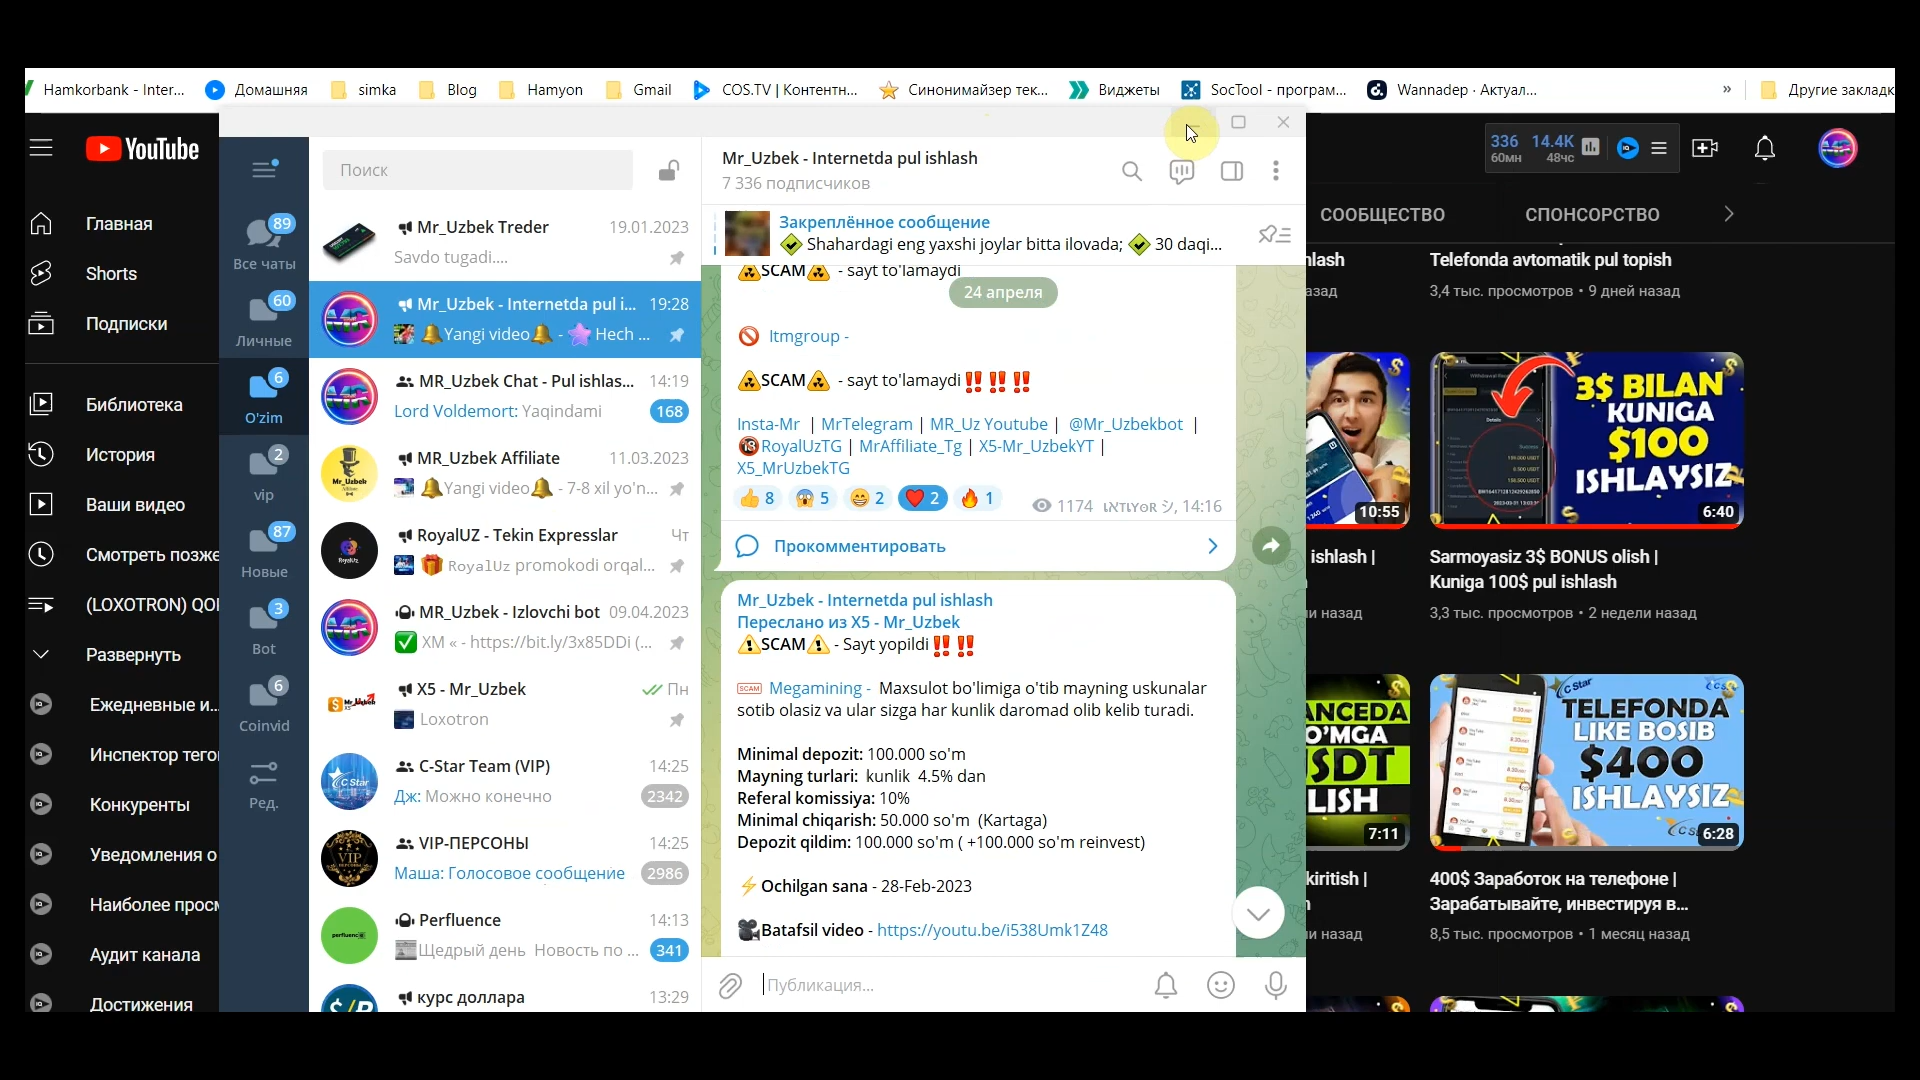 Hamkorbank - Inter...
Домашняя
simka
Blog
Hamyon
Gmail
COS.TV | Контентн...
Синонимайзер тек...
Виджеты
SocTool - програм...
Wannadep · Актуал...
»
Другие закладк
YouTube
Главная
Shorts
Подписки
Библиотека
История
Ваши видео
Смотреть позже
(LOXOTRON) QO
Развернуть
Ежедневные и...
Инспектор тего
Конкуренты
Уведомления о
Наиболее прос
Аудит канала
Достижения
89
Все чаты
60
Личные
6
O'zim
2
vip
87
Новые
3
Bot
6
Coinvid
Ред.
Поиск
Mr_Uzbek Treder
19.01.2023
Savdo tugadi....
Mr_Uzbek - Internetda pul i...
19:28
Yangi video - Hech ...
MR_Uzbek Chat - Pul ishlas...
14:19
Lord Voldemort: Yaqindami
168
MR_Uzbek Affiliate
11.03.2023
Yangi video - 7-8 xil yo'n...
RoyalUZ - Tekin Expresslar
Чт
RoyalUz promokodi orqal...
MR_Uzbek - Izlovchi bot
09.04.2023
XM « - https://bit.ly/3x85DDi (...
X5 - Mr_Uzbek
Пн
Loxotron
C-Star Team (VIP)
14:25
Дж: Можно конечно
2342
VIP-ПЕРСОНЫ
14:25
Маша: Голосовое сообщение
2986
Perfluence
14:13
Щедрый день Новость по ...
341
курс доллара
13:29
Mr_Uzbek - Internetda pul ishlash
7 336 подписчиков
Закреплённое сообщение
Shahardagi eng yaxshi joylar bitta ilovada; 30 daqi...
SCAM - sayt to'lamaydi
24 апреля
Itmgroup -
SCAM - sayt to'lamaydi‼️‼️‼️
Insta-Mr | MrTelegram | MR_Uz Youtube | @Mr_Uzbekbot |
RoyalUzTG | MrAffiliate_Tg | X5-Mr_UzbekYT |
X5_MrUzbekTG
8 5 2 2 1
1174
14:16
Прокомментировать
Mr_Uzbek - Internetda pul ishlash
Переслано из X5 - Mr_Uzbek
SCAM - Sayt yopildi‼️‼️
SCAM Megamining - Maxsulot bo'limiga o'tib mayning uskunalar
sotib olasiz va ular sizga har kunlik daromad olib kelib turadi.
Minimal depozit: 100.000 so'm
Mayning turlari: kunlik 4.5% dan
Referal komissiya: 10%
Minimal chiqarish: 50.000 so'm (Kartaga)
Depozit qildim: 100.000 so'm ( +100.000 so'm reinvest)
Ochilgan sana - 28-Feb-2023
Batafsil video - https://youtu.be/i538Umk1Z48
Публикация...
336
60мн
14.4K
48чс
СООБЩЕСТВО
СПОНСОРСТВО
lash
азад
Telefonda avtomatik pul topish
3,4 тыс. просмотров • 9 дней назад
10:55
3$ BILAN
KUNIGA
$100
ISHLAYSIZ
6:40
ishlash |
и назад
Sarmoyasiz 3$ BONUS olish |
Kuniga 100$ pul ishlash
3,3 тыс. просмотров • 2 недели назад
ANCEDA
O'MGA
SDT
LISH
7:11
C Star
TELEFONDA
LIKE BOSIB
$400
ISHLAYSIZ
6:28
kiritish |
и назад
400$ Заработок на телефоне |
Зарабатывайте, инвестируя в...
8,5 тыс. просмотров • 1 месяц назад